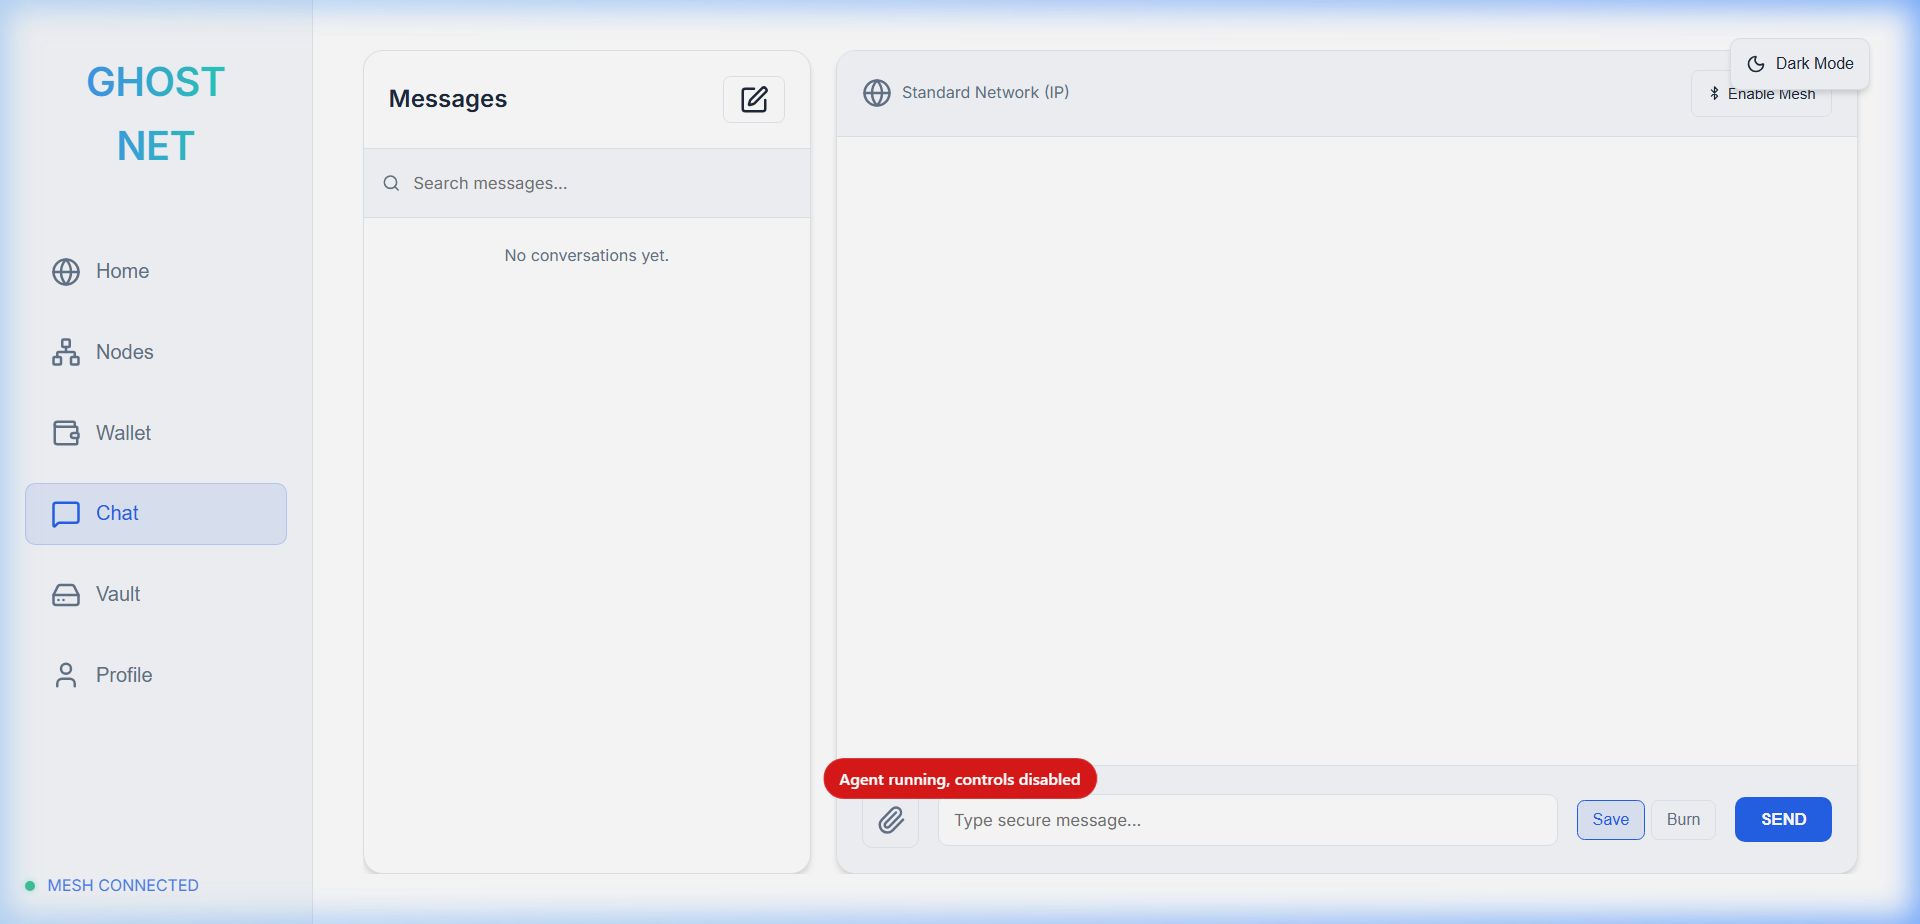 GHOST
NET
Home
Nodes
Wallet
Chat
Vault
Profile
MESH CONNECTED
Messages
Search messages...
No conversations yet.
Standard Network (IP)
Dark Mode
Enable Mesh
Agent running, controls disabled
Type secure message...
Save
Burn
SEND